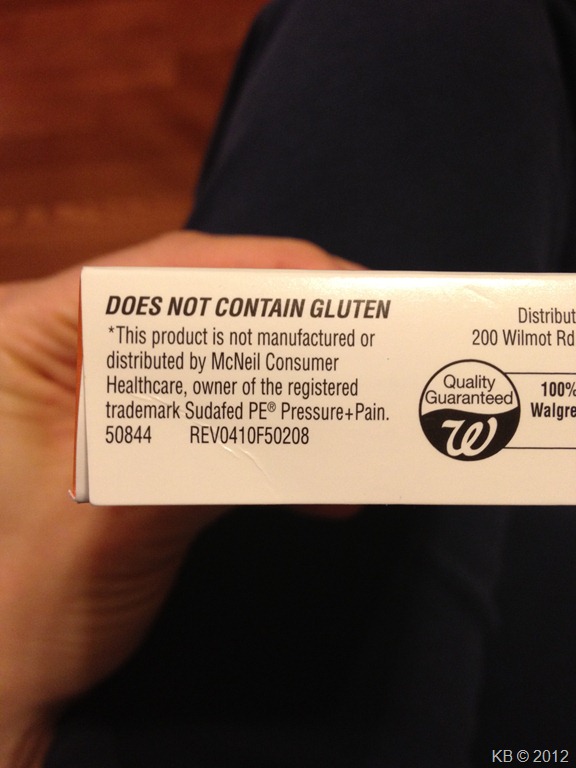 DOES NOT CONTAIN GLUTEN
*This product is not manufactured or
distributed by McNeil Consumer
Healthcare, owner of the registered
trademark Sudafed PE® Pressure+Pain.
50844 REV0410F50208
Distribut
200 Wilmot Rd
Quality
Guaranteed
W
100%
Walgre
KB © 2012